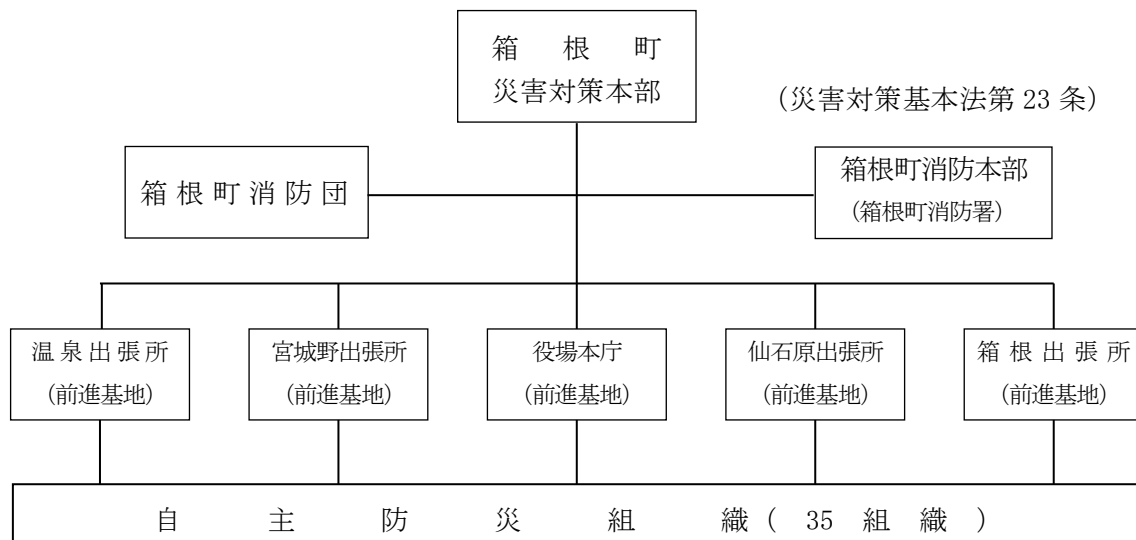 箱根町
災害対策本部
(災害対策基本法第 23 条)
箱根町消防団
箱根町消防本部
(箱根町消防署)
温泉出張所
(前進基地)
宮城野出張所
(前進基地)
役場本庁
(前進基地)
仙石原出張所
(前進基地)
箱根出張所
(前進基地)
自主防災組織( 35 組織 )